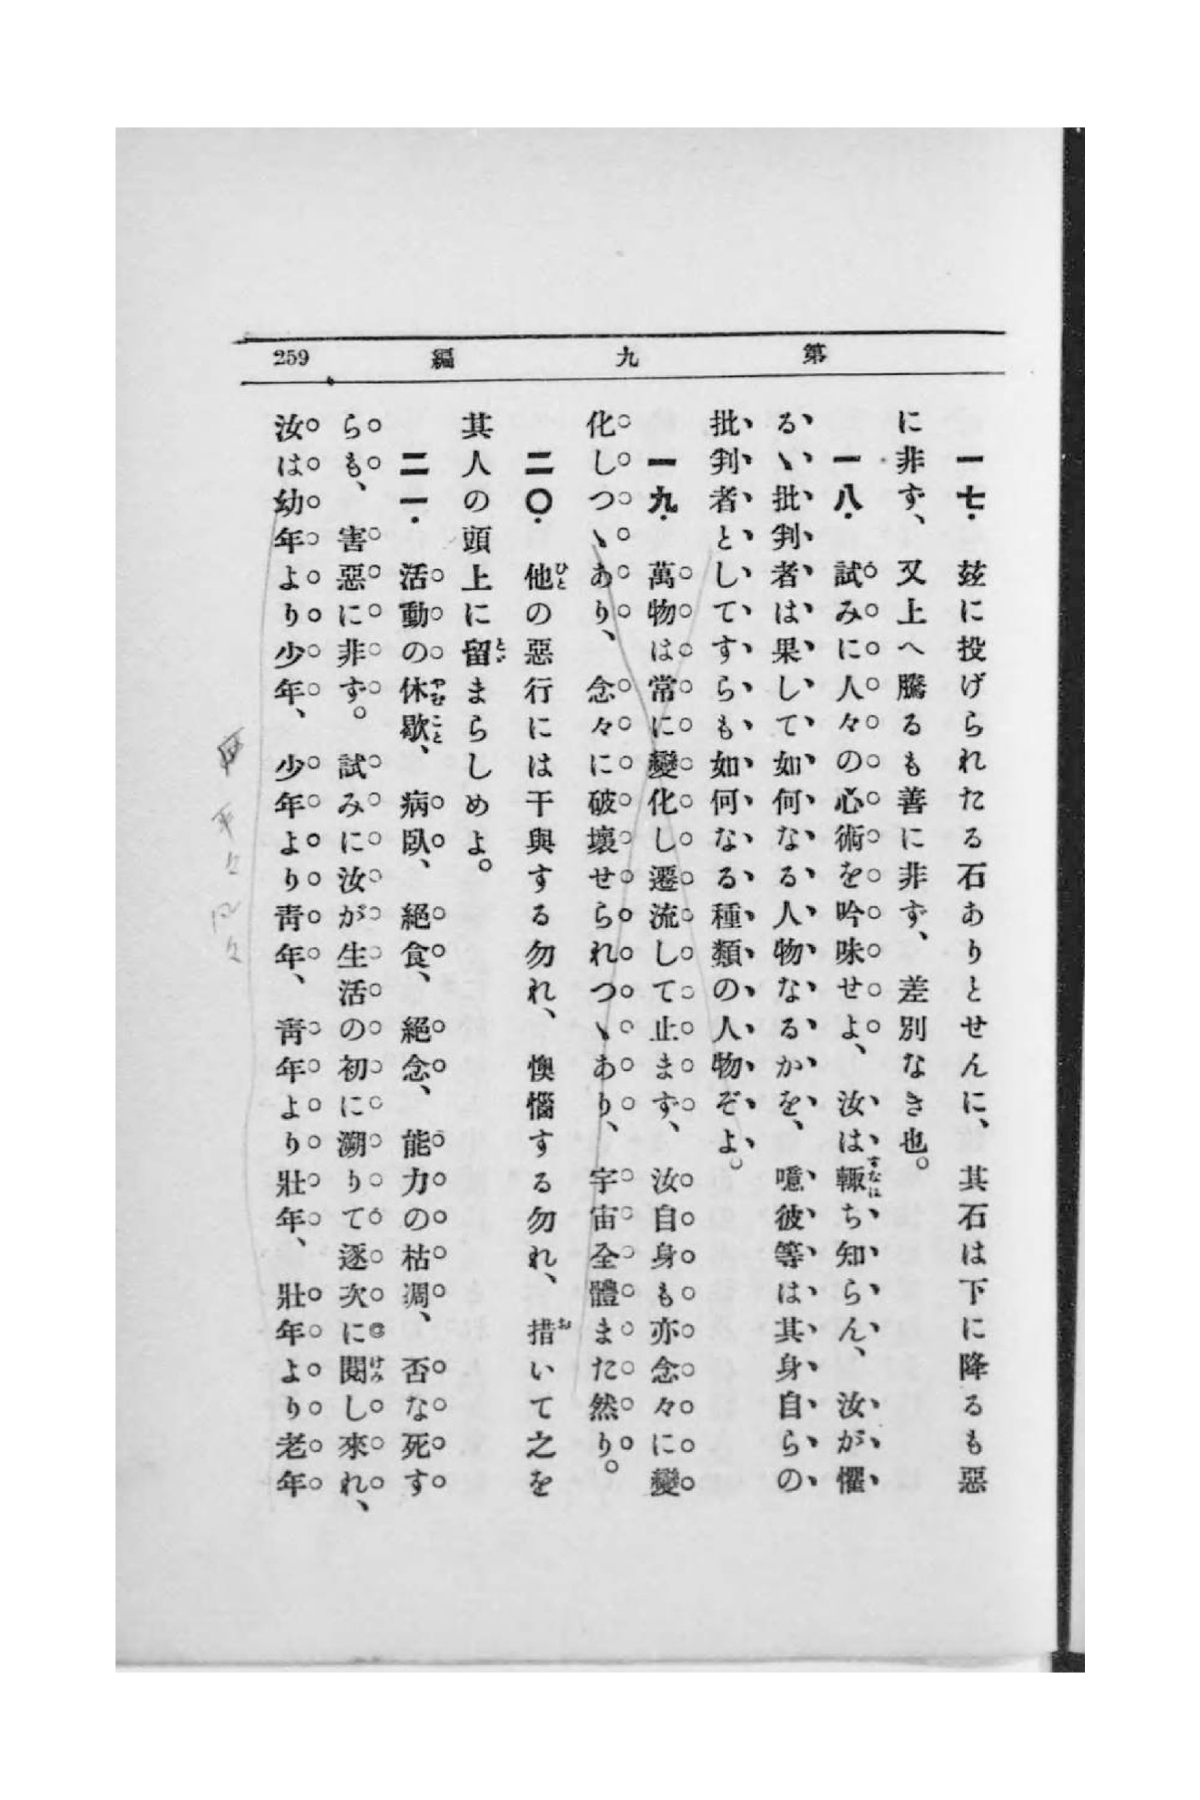 第九編
259
一七・茲に投げられたる石ありとせんに、其石は下に降るも惡
に非ず、又上へ騰るも善に非ず、差別なき也。
一八・試みに人々の心術を吟味せよ、汝は輙ち知らん、汝が懼
るゝ批判者は果して如何なる人物なるかを、噫彼等は其身自らの
批判者としてすらも如何なる種類の人物ぞよ。
一九・萬物は常に變化し遷流して止まず、汝自身も亦念々に變
化しつゝあり、念々に破壞せられつゝあり、宇宙全體また然り。
二〇・他の惡行には干與する勿れ、懊惱する勿れ、措いて之を
其人の頭上に留まらしめよ。
二一・活動の休歇、病臥、絕食、絕念、能力の枯凋、否な死す
らも、害惡に非ず。試みに汝が生活の初に溯りて逐次に閱し來れ、
汝は幼年より少年、少年より靑年、靑年より壯年、壯年より老年